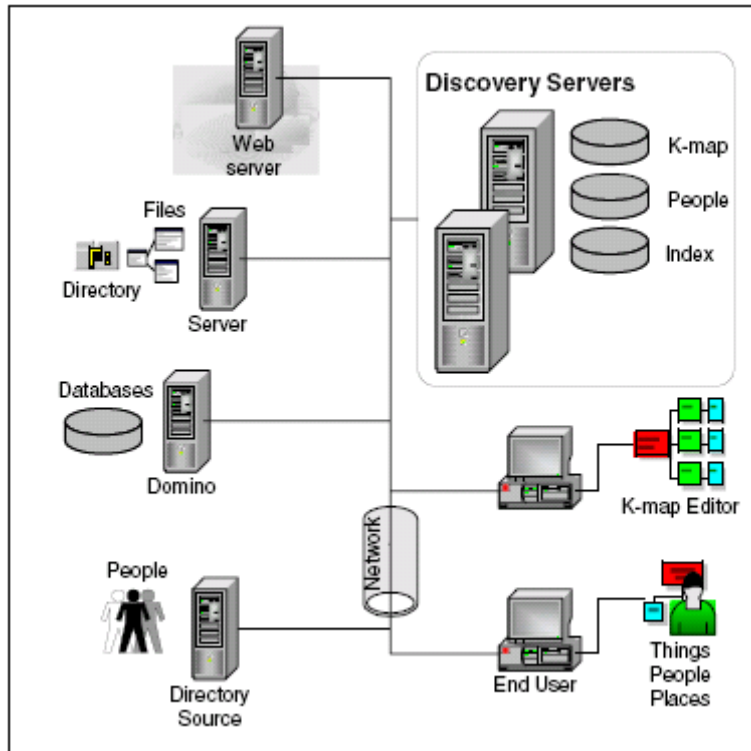 Web
server
Discovery Servers
K-map
People
Index
Files
Directory
Server
Databases
Domino
K-map Editor
Network
People
Directory
Source
End User
Things
People
Places